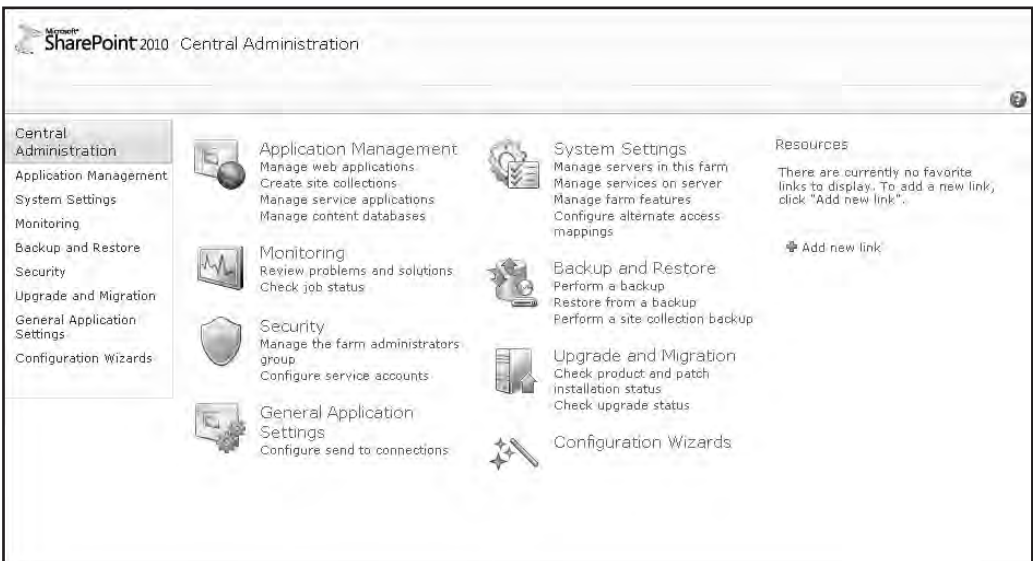 Microsoft
SharePoint 2010 Central Administration
Central
Administration
Application Management
System Settings
Monitoring
Backup and Restore
Security
Upgrade and Migration
General Application
Settings
Configuration Wizards
Application Management
Manage web applications
Create site collections
Manage service applications
Manage content databases
Monitoring
Review problems and solutions
Check job status
Security
Manage the farm administrators
group
Configure service accounts
General Application
Settings
Configure send to connections
System Settings
Manage servers in this farm
Manage services on server
Manage farm features
Configure alternate access
mappings
Backup and Restore
Perform a backup
Restore from a backup
Perform a site collection backup
Upgrade and Migration
Check product and patch
installation status
Check upgrade status
Configuration Wizards
Resources
There are currently no favorite
links to display. To add a new link,
click "Add new link".
Add new link